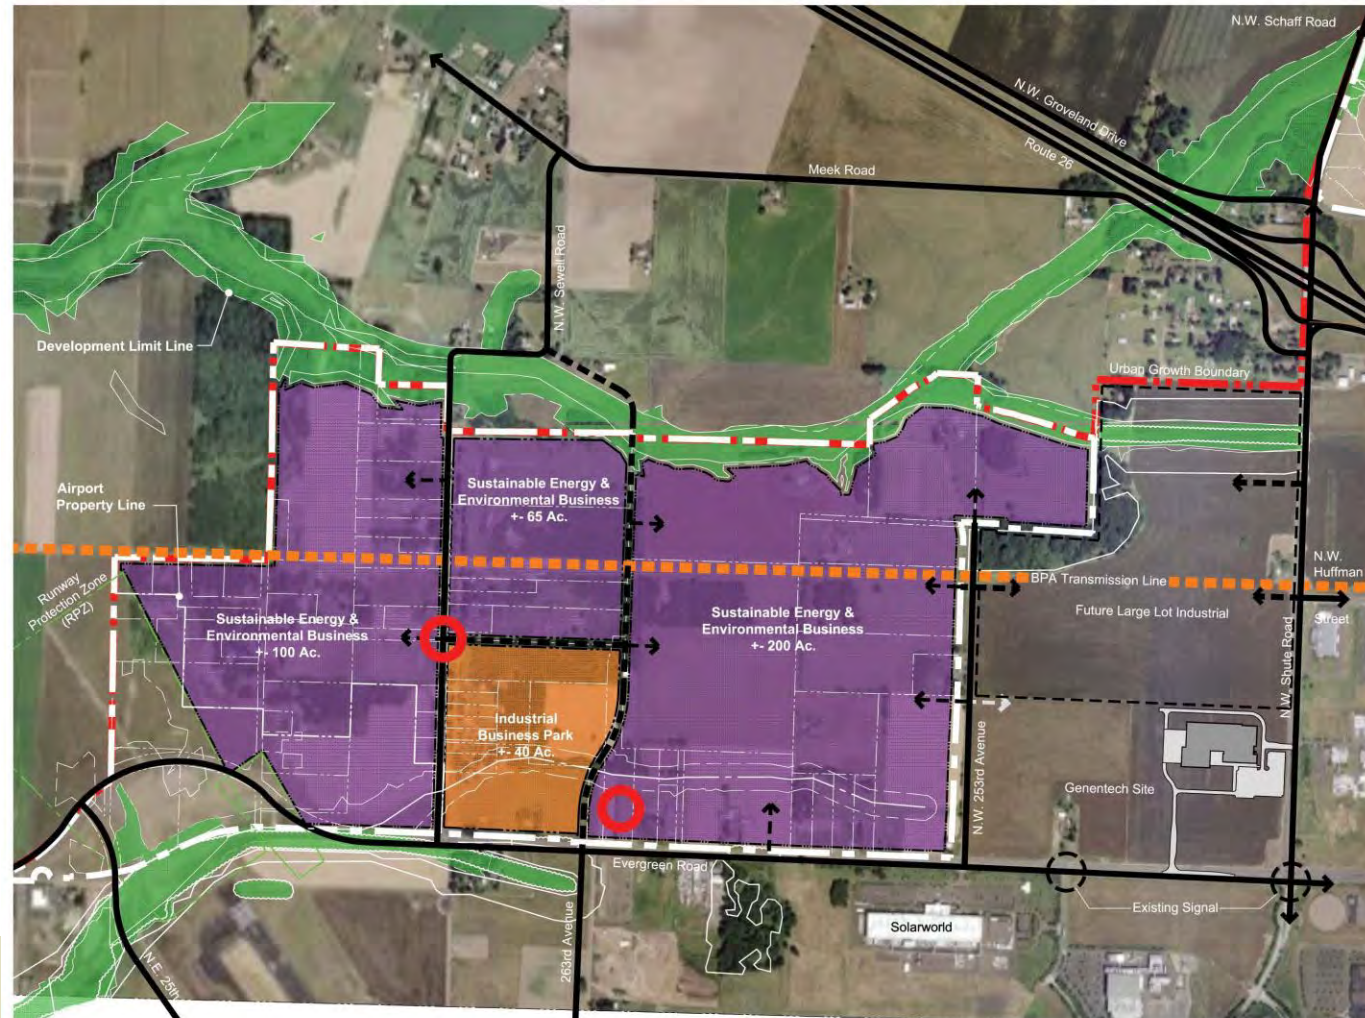 N.W. Schaff Road
N.W. Groveland Drive
Route 26
Meek Road
N.W. Sewell Road
Development Limit Line
Urban Growth Boundary
Airport
Property Line
Sustainable Energy &
Environmental Business
+- 65 Ac.
Runway
Protection Zone
(RPZ)
N.W.
Huffman
Street
BPA Transmission Line
Future Large Lot Industrial
Sustainable Energy &
Environmental Business
+- 100 Ac.
Sustainable Energy &
Environmental Business
+- 200 Ac.
N.W. Shute Road
Industrial
Business Park
+- 40 Ac.
N.W. 253rd Avenue
Genentech Site
Evergreen Road
Existing Signal
Solarworld
263rd Avenue
N.E. 25th